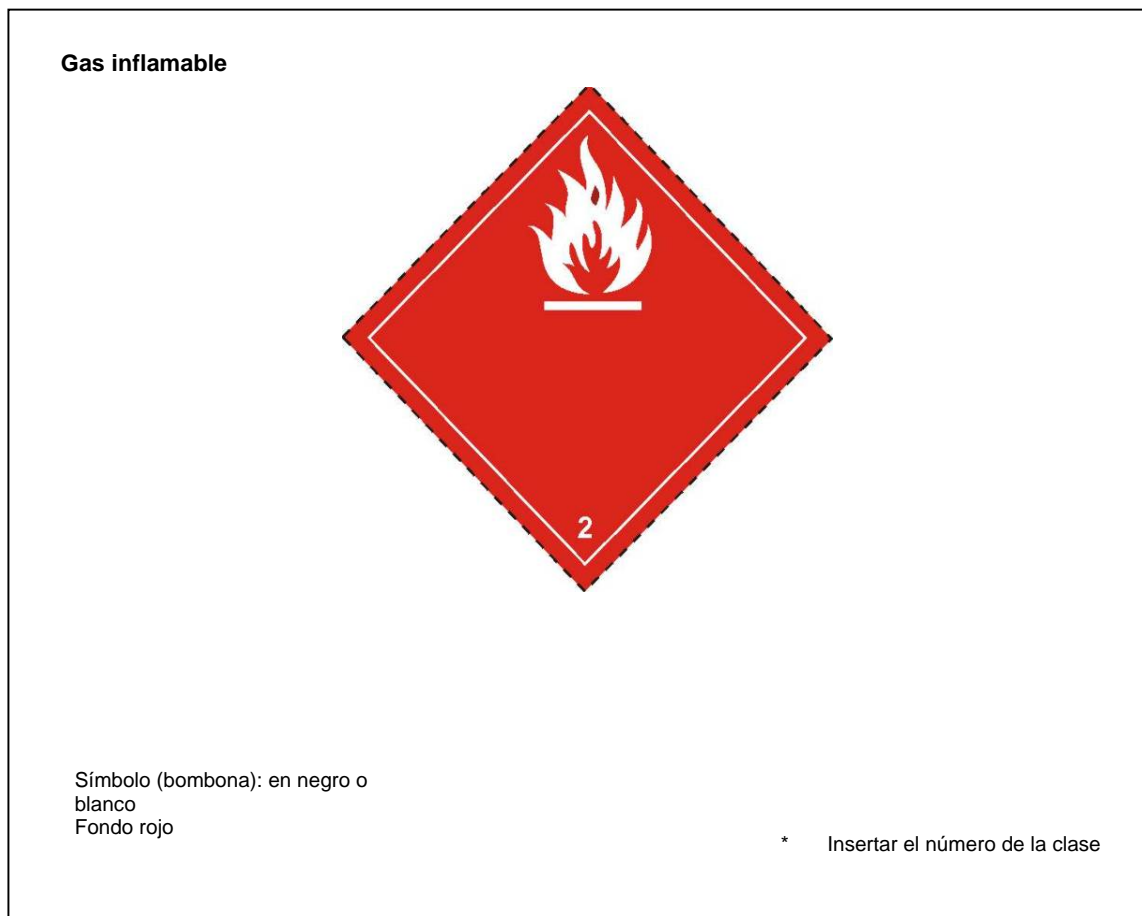 Gas inflamable
2
Símbolo (bombona): en negro o
blanco
Fondo rojo
* Insertar el número de la clase